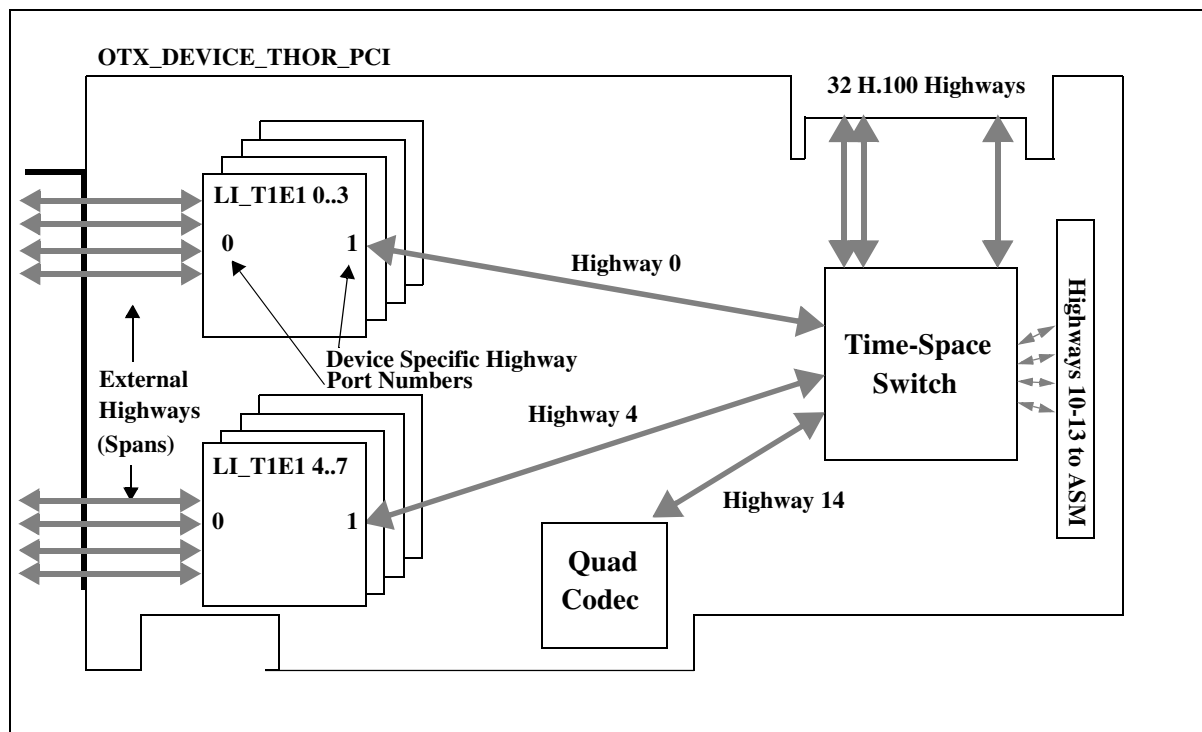 OTX_DEVICE_THOR_PCI
32 H.100 Highways
LI_T1E1 0..3
0
1
Highway 0
Device Specific Highway
Port Numbers
External
Highways
(Spans)
Time-Space
Switch
Highways 10-13 to ASM
Highway 4
LI_T1E1 4..7
0
1
Highway 14
Quad
Codec